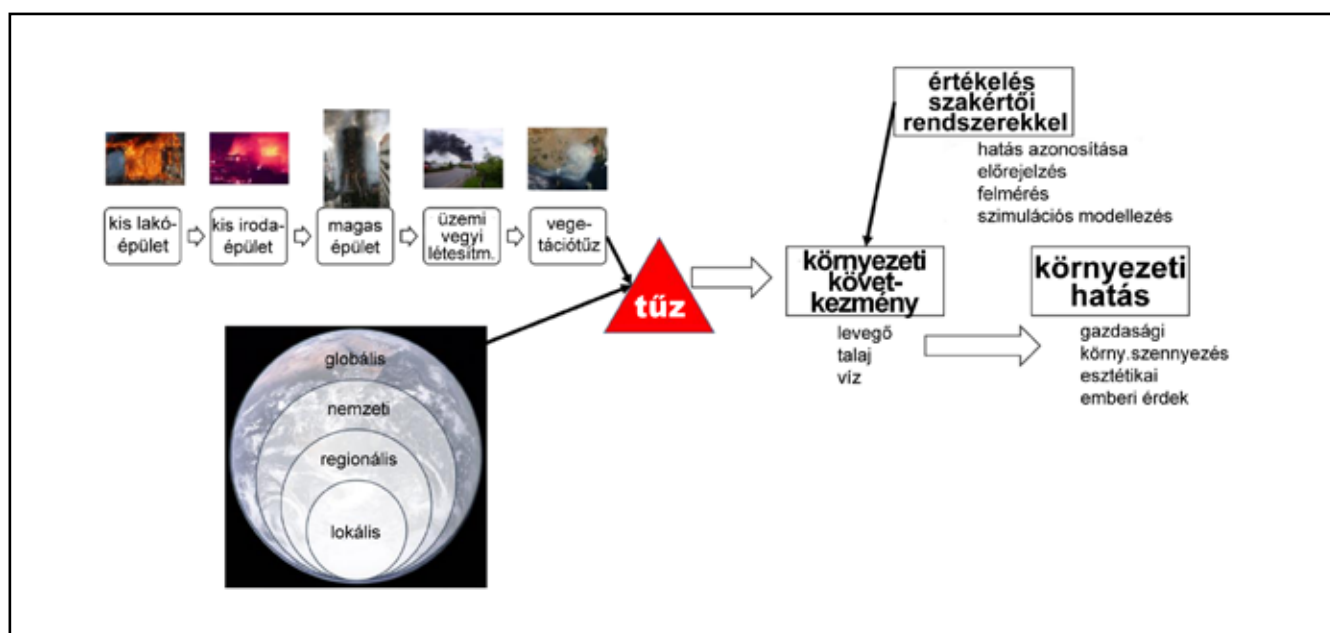 értékelés
szakértői
rendszerekkel
hatás azonosítása
előrejelzés
felmérés
szimulációs modellezés
kis lakó-
épület
kis iroda-
épület
magas
épület
üzemi
vegyi
létesítm.
vege-
tációtűz
tűz
környezeti
követ-
kezmény
levegő
talaj
víz
környezeti
hatás
gazdasági
körny.szennyezés
esztétikai
emberi érdek
globális
nemzeti
regionális
lokális